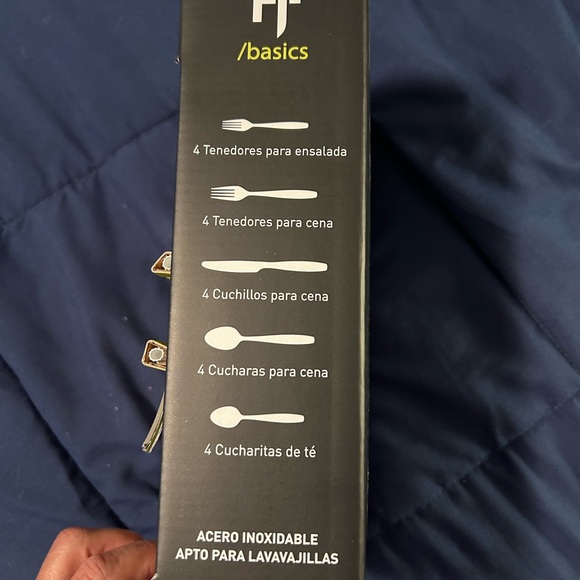 /basics
4 Tenedores para ensalada
4 Tenedores para cena
4 Cuchillos para cena
4 Cucharas para cena
4 Cucharitas de té
ACERO INOXIDABLE
APTO PARA LAVAVAJILLAS